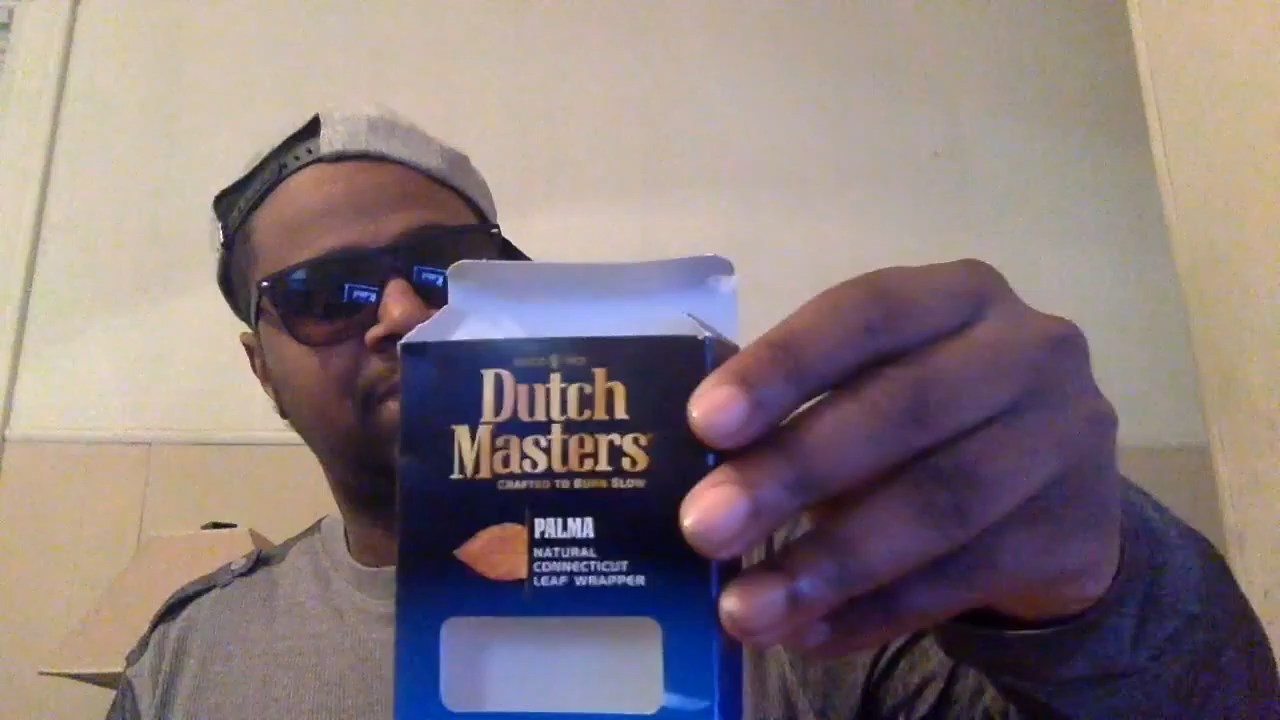 Dutch
Masters
CRAFTED TO BURN SLOW
PALMA
NATURAL
CONNECTICUT
LEAF WRAPPER